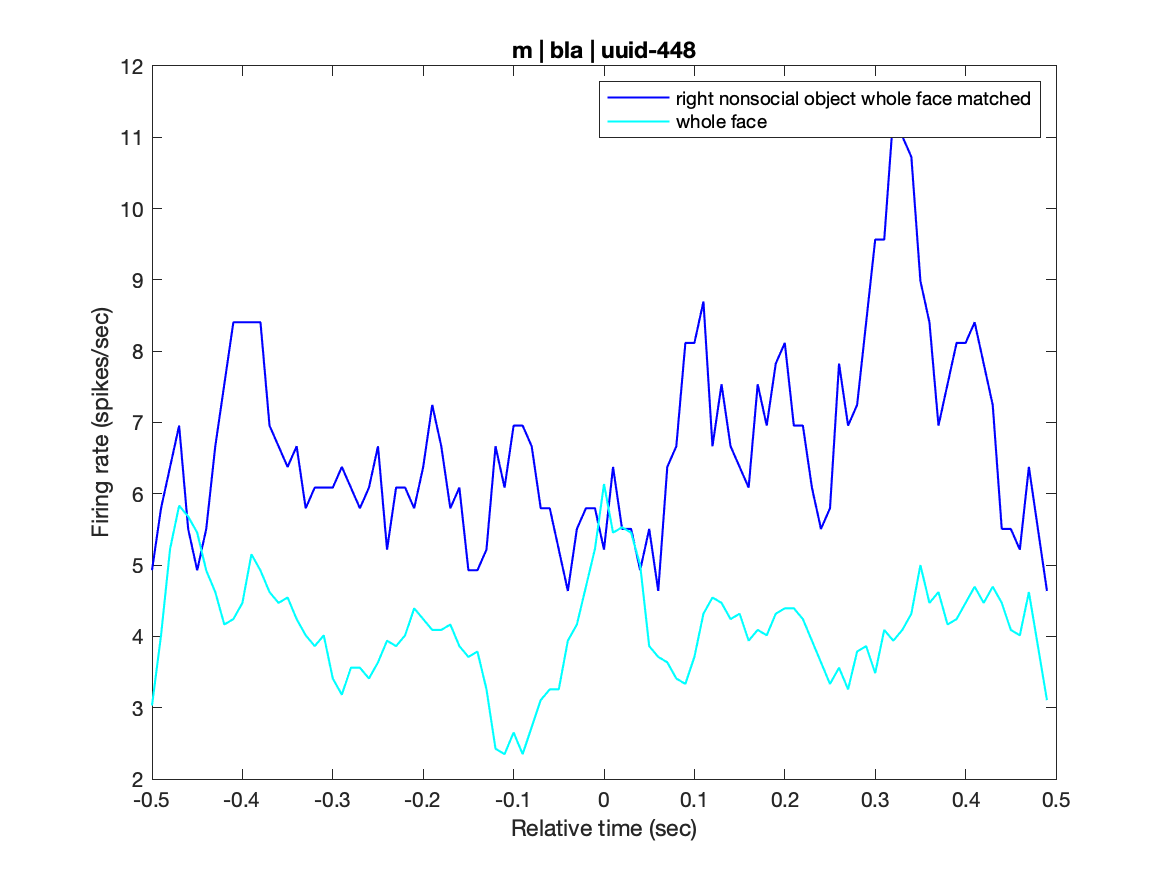 m | bla | uuid-448
12
right nonsocial object whole face matched
whole face
11
10
9
8
7
6
5
4
3
2
Firing rate (spikes/sec)
-0.5 -0.4 -0.3 -0.2 -0.1 0 0.1 0.2 0.3 0.4 0.5
Relative time (sec)